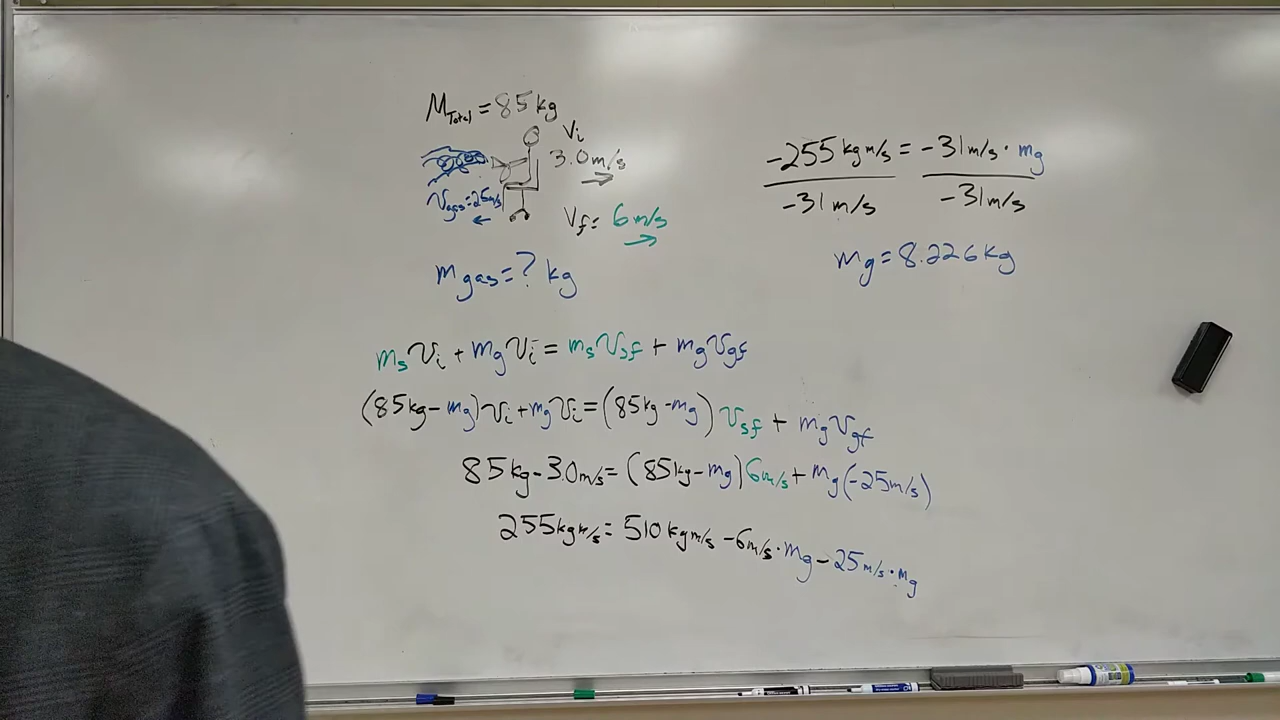 M_Total = 85 kg
V_i
3.0 m/s
v_gas = 25 m/s
V_f = 6 m/s
m_gas = ? kg
m_s v_i + m_g v_i = m_s v_sf + m_g v_gf
(85 kg - m_g) v_i + m_g v_i = (85 kg - m_g) v_sf + m_g v_gf
85 kg - 3.0 m/s = (85 kg - m_g) 6 m/s + m_g (-25 m/s)
255 kg m/s = 510 kg m/s - 6 m/s · m_g - 25 m/s · m_g
-255 kg m/s = -31 m/s · m_g
-31 m/s -31 m/s
m_g = 8.226 kg